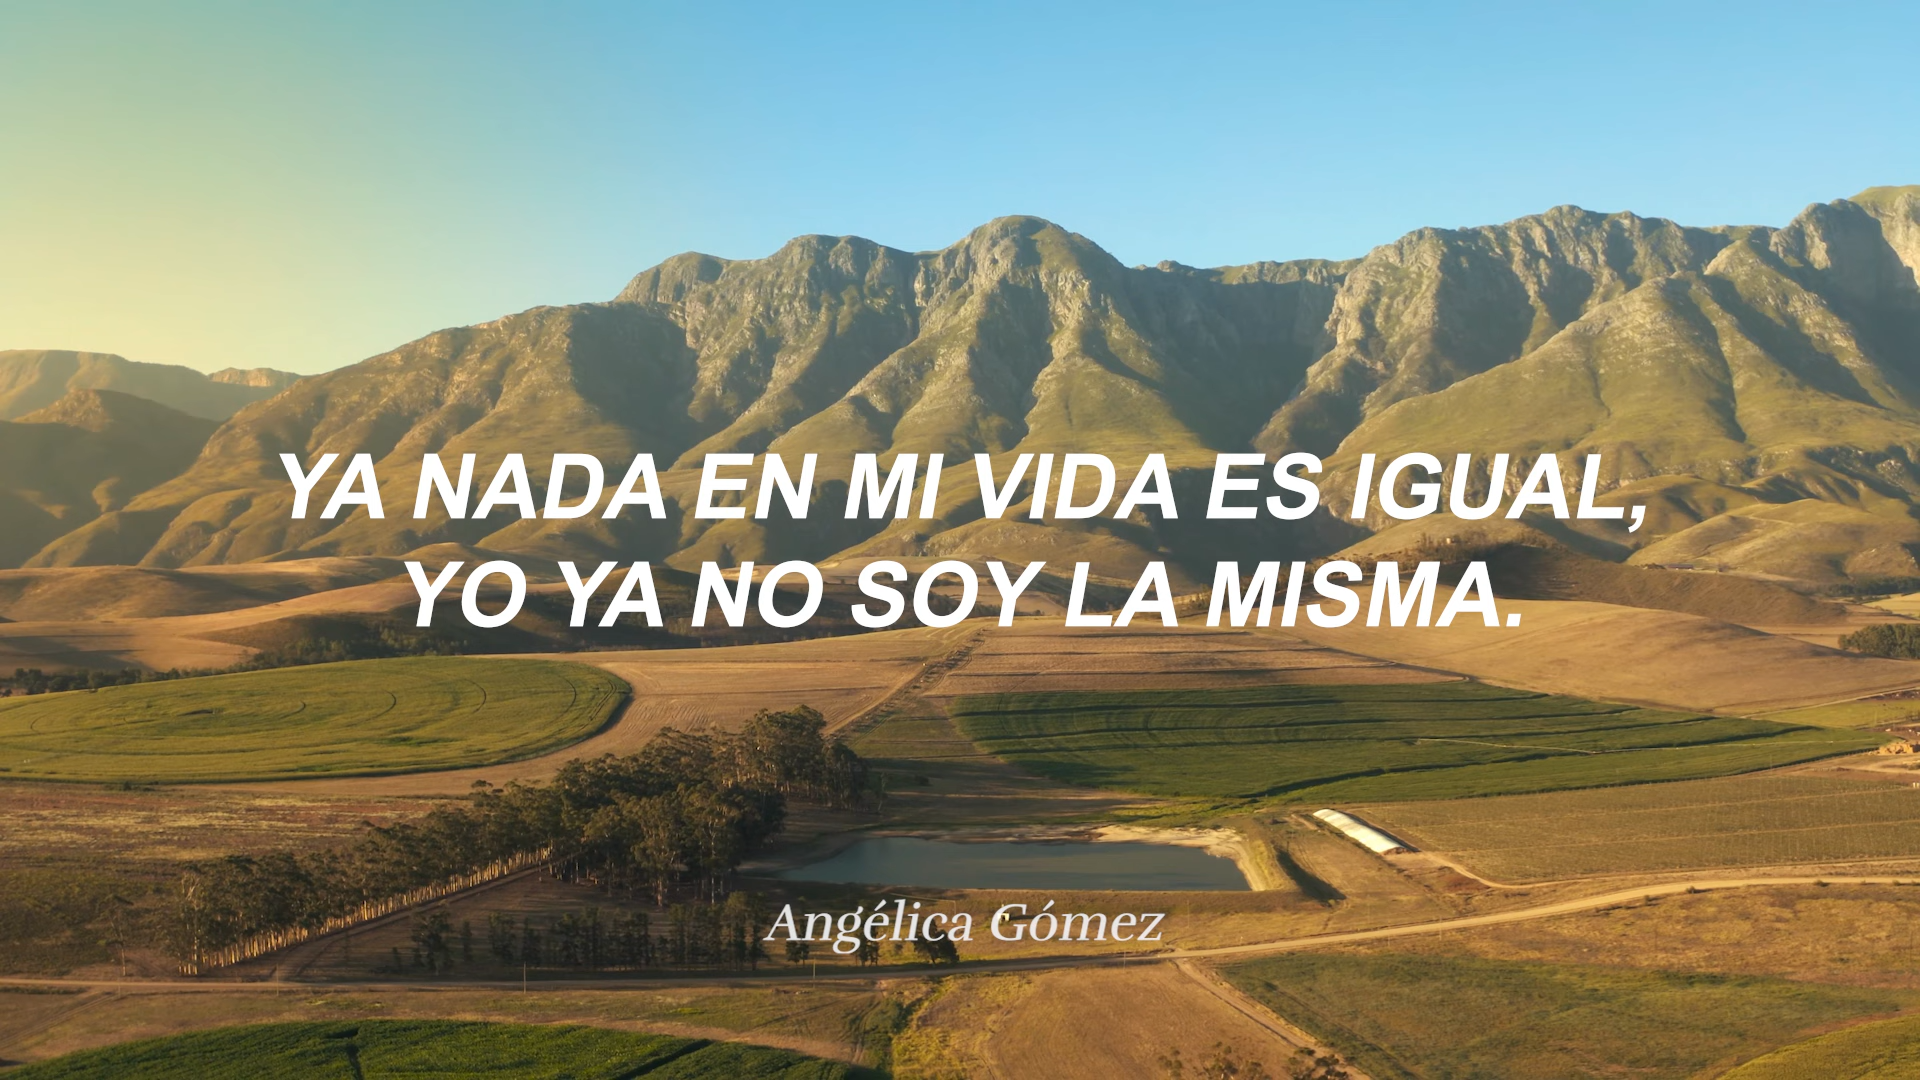 YA NADA EN MI VIDA ES IGUAL,
YO YA NO SOY LA MISMA.
Angélica Gómez